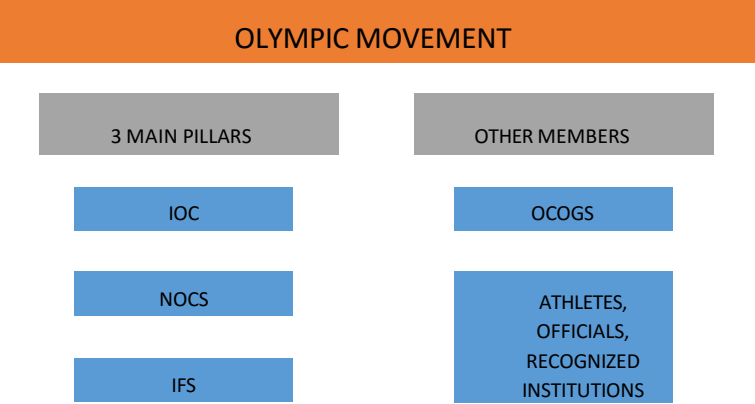 OLYMPIC MOVEMENT
3 MAIN PILLARS
IOC
NOCS
IFS
OTHER MEMBERS
OCOGS
ATHLETES,
OFFICIALS,
RECOGNIZED
INSTITUTIONS